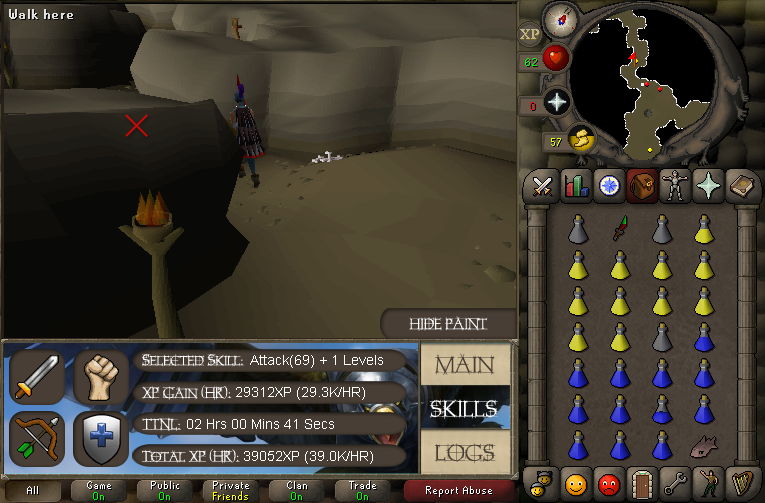 Walk here
XP
62
0
57
HIDE PAINT
SELECTED SKILL: Attack(69) + 1 Levels
XP GAIN (HR): 29312XP (29.3K/HR)
TTNL: 02 Hrs 00 Mins 41 Secs
TOTAL XP (HR): 39052XP (39.0K/HR)
MAIN
SKILLS
LOGS
All
Game
On
Public
On
Private
Friends
Clan
On
Trade
On
Report Abuse